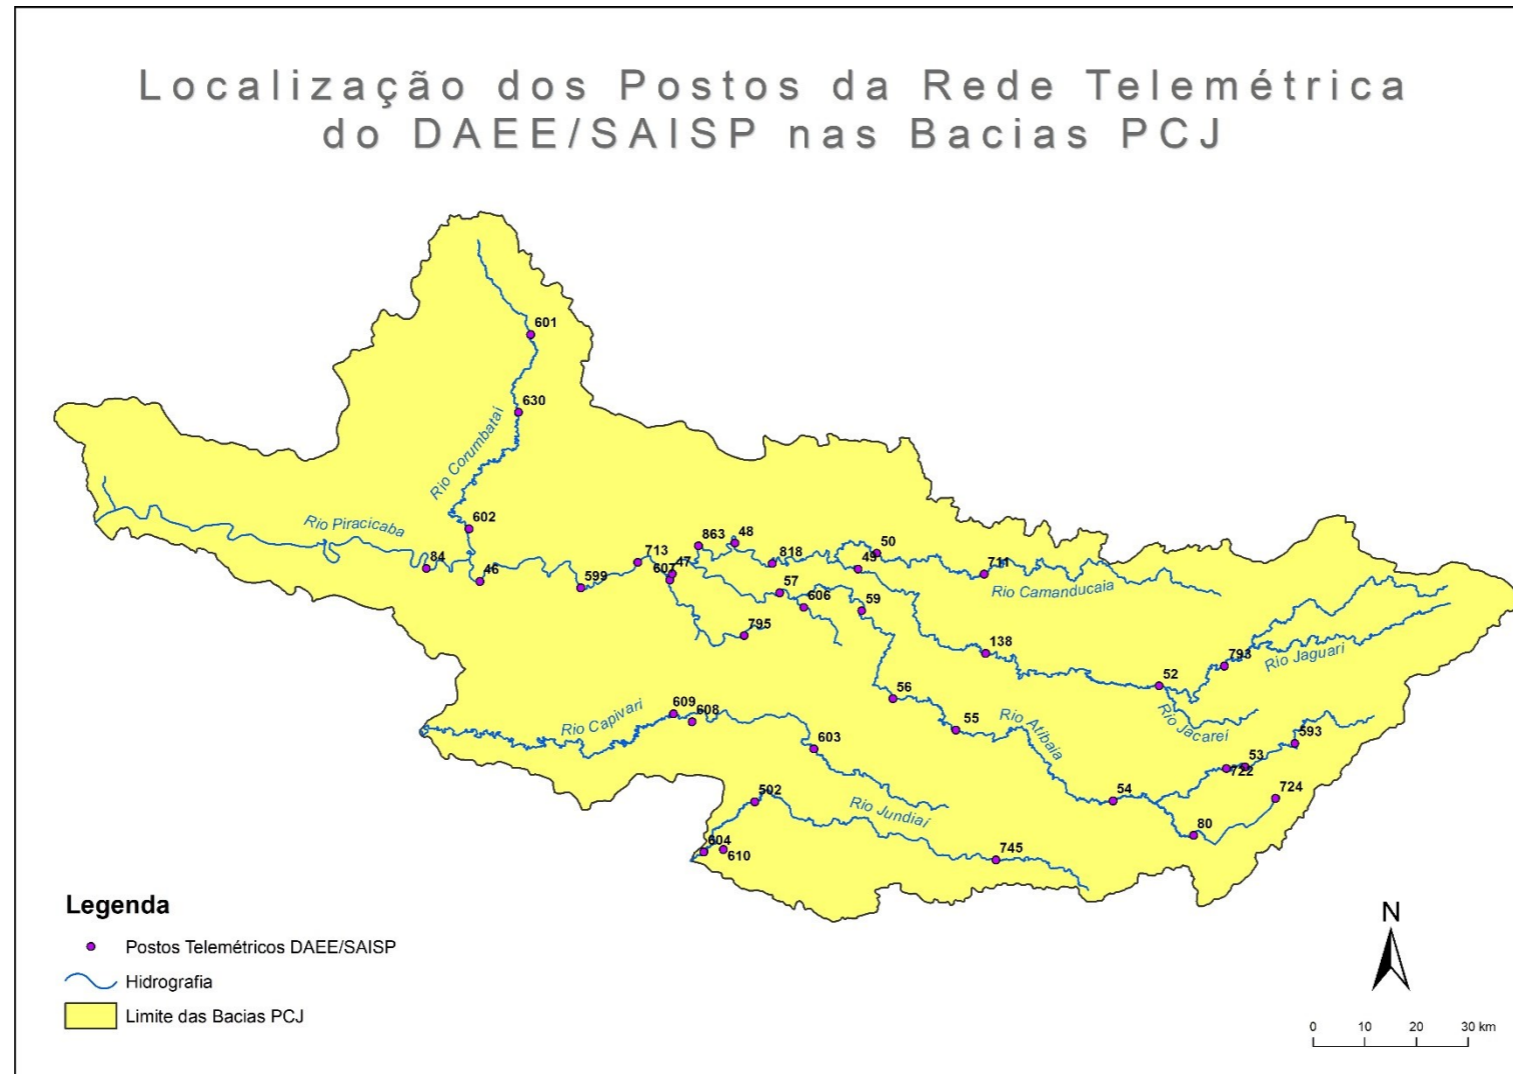 Localização dos Postos da Rede Telemétrica
do DAEE/SAISP nas Bacias PCJ
601
630
Rio Corumbataí
602
Rio Piracicaba
84
46
599
713
607
47
863
48
818
50
49
711
Rio Camanducaia
57
606
59
795
138
793
Rio Jaguari
52
Rio Jacareí
56
55
Rio Atibaia
609
608
Rio Capivari
603
593
53
722
724
54
80
502
Rio Jundiaí
604
610
745
Legenda
Postos Telemétricos DAEE/SAISP
Hidrografia
Limite das Bacias PCJ
N
0 10 20 30 km